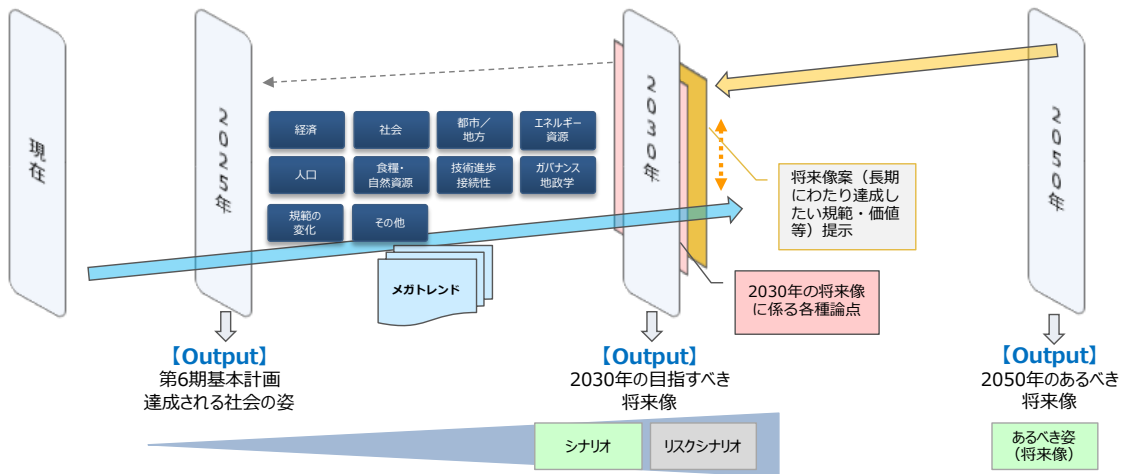 現在
2025年
2030年
2050年
経済
社会
都市／
地方
エネルギー
資源
人口
食糧・
自然資源
技術進歩
接続性
ガバナンス
地政学
規範の
変化
その他
メガトレンド
将来像案（長期
にわたり達成し
たい規範・価値
等）提示
2030年の将来像
に係る各種論点
【Output】
第6期基本計画
達成される社会の姿
【Output】
2030年の目指すべき
将来像
【Output】
2050年のあるべき
将来像
シナリオ
リスクシナリオ
あるべき姿
（将来像）